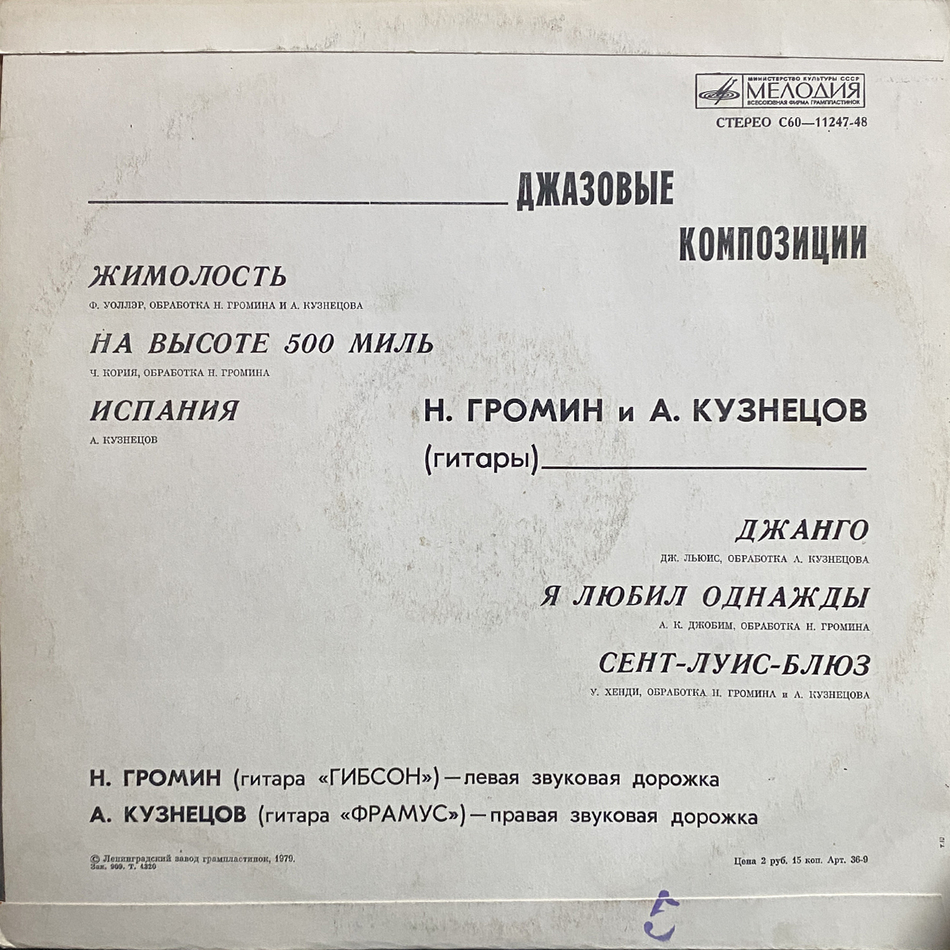 МИНИСТЕРСТВО КУЛЬТУРЫ СССР
МЕЛОДИЯ
ВСЕСОЮЗНАЯ ФИРМА ГРАМПЛАСТИНОК
СТЕРЕО С60—11247-48
ДЖАЗОВЫЕ
КОМПОЗИЦИИ
ЖИМОЛОСТЬ
Ф. УОЛЛЭР, ОБРАБОТКА Н. ГРОМИНА И А. КУЗНЕЦОВА
НА ВЫСОТЕ 500 МИЛЬ
Ч. КОРИЯ, ОБРАБОТКА Н. ГРОМИНА
ИСПАНИЯ
А. КУЗНЕЦОВ
Н. ГРОМИН и А. КУЗНЕЦОВ
(гитары)
ДЖАНГО
ДЖ. ЛЬЮИС, ОБРАБОТКА А. КУЗНЕЦОВА
Я ЛЮБИЛ ОДНАЖДЫ
А. К. ДЖОБИМ, ОБРАБОТКА Н. ГРОМИНА
СЕНТ-ЛУИС-БЛЮЗ
У. ХЕНДИ, ОБРАБОТКА Н. ГРОМИНА и А. КУЗНЕЦОВА
Н. ГРОМИН (гитара «ГИБСОН») — левая звуковая дорожка
А. КУЗНЕЦОВ (гитара «ФРАМУС») — правая звуковая дорожка
© Ленинградский завод грампластинок, 1979.
Зак. 909. Т. 4320
Цена 2 руб. 15 коп. Арт. 36-9